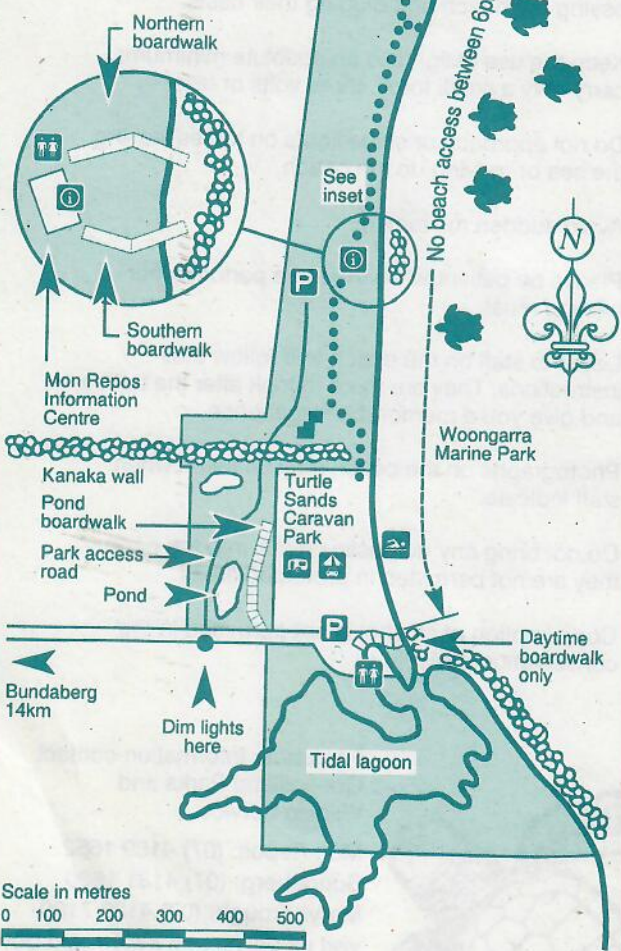 Northern
boardwalk
No beach access between 6p
See
inset
i
i
P
N
Southern
boardwalk
Mon Repos
Information
Centre
Woongarra
Marine Park
Kanaka wall
Turtle
Sands
Caravan
Park
Pond
boardwalk
Park access
road
Pond
P
Daytime
boardwalk
only
Bundaberg
14km
Dim lights
here
Tidal lagoon
Scale in metres
0 100 200 300 400 500